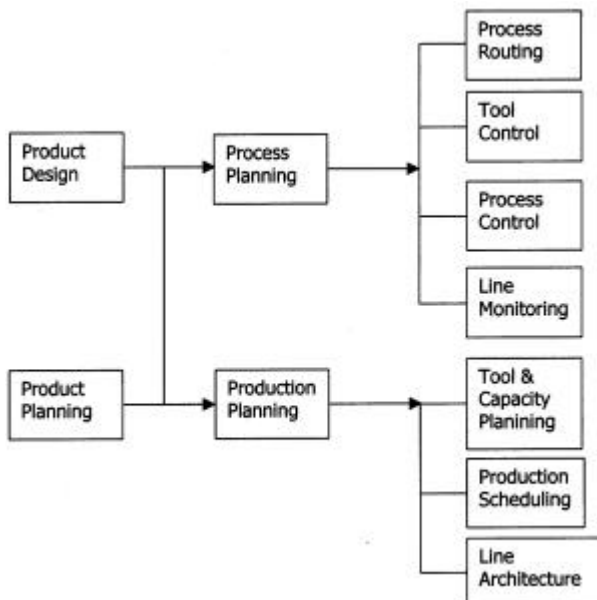 Process
Routing
Tool
Control
Product
Design
Process
Planning
Process
Control
Line
Monitoring
Product
Planning
Production
Planning
Tool &
Capacity
Planining
Production
Scheduling
Line
Architecture